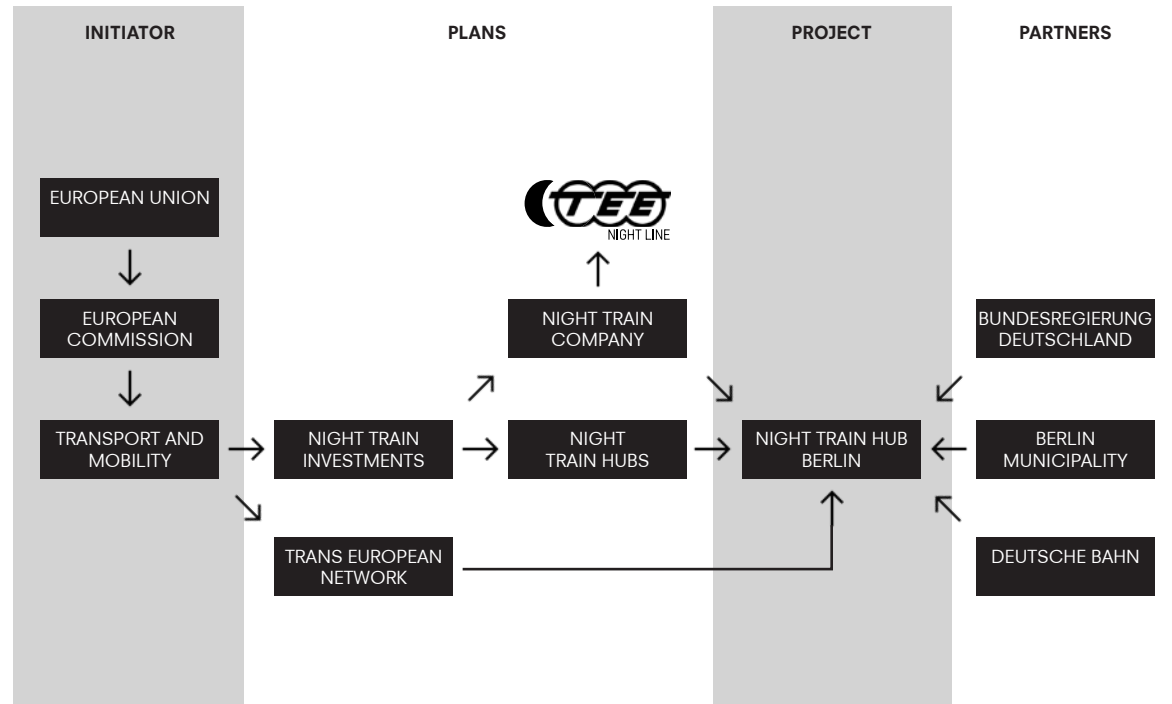 INITIATOR
PLANS
PROJECT
PARTNERS
EUROPEAN UNION
TEE
NIGHT LINE
EUROPEAN
COMMISSION
NIGHT TRAIN
COMPANY
BUNDESREGIERUNG
DEUTSCHLAND
TRANSPORT AND
MOBILITY
NIGHT TRAIN
INVESTMENTS
NIGHT
TRAIN HUBS
NIGHT TRAIN HUB
BERLIN
BERLIN
MUNICIPALITY
TRANS EUROPEAN
NETWORK
DEUTSCHE BAHN